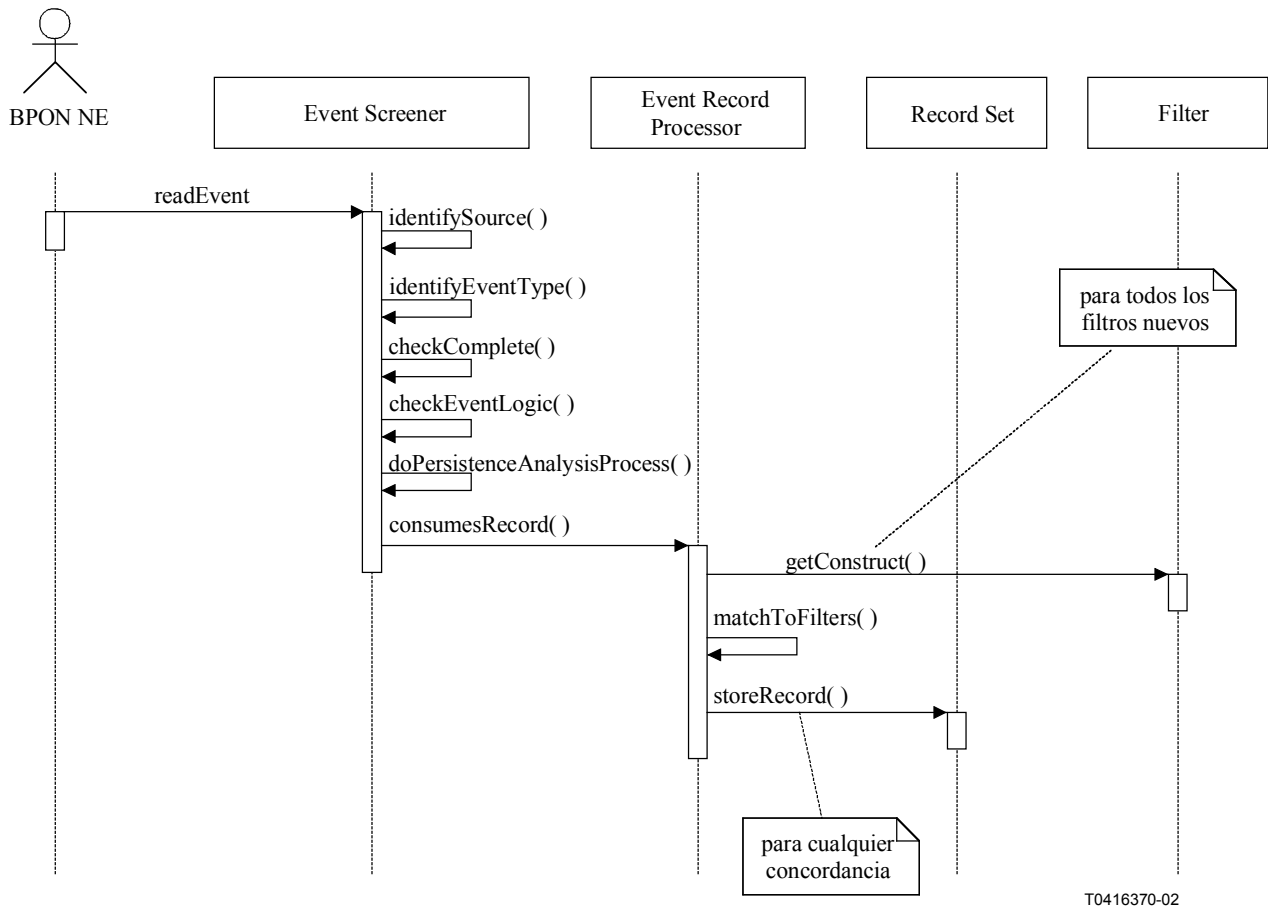 BPON NE
Event Screener
Event Record
Processor
Record Set
Filter
readEvent
identifySource( )
identifyEventType( )
checkComplete( )
checkEventLogic( )
doPersistenceAnalysisProcess( )
consumesRecord( )
para todos los
filtros nuevos
getConstruct( )
matchToFilters( )
storeRecord( )
para cualquier
concordancia
T0416370-02